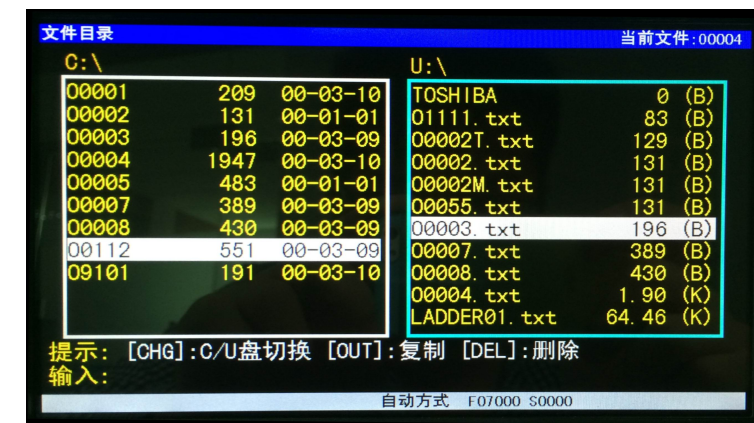 文件目录 当前文件:00004
C:\ U:\
O0001 209 00-03-10
O0002 131 00-01-01
O0003 196 00-03-09
O0004 1947 00-03-10
O0005 483 00-01-01
O0007 389 00-03-09
O0008 430 00-03-09
O0112 551 00-03-09
O9101 191 00-03-10
TOSHIBA 0 (B)
O1111.txt 83 (B)
O0002T.txt 129 (B)
O0002.txt 131 (B)
O0002M.txt 131 (B)
O0055.txt 131 (B)
O0003.txt 196 (B)
O0007.txt 389 (B)
O0008.txt 430 (B)
O0004.txt 1.90 (K)
LADDER01.txt 64.46 (K)
提示: [CHG]:C/U盘切换 [OUT]:复制 [DEL]:删除
输入:
自动方式 F07000 S0000